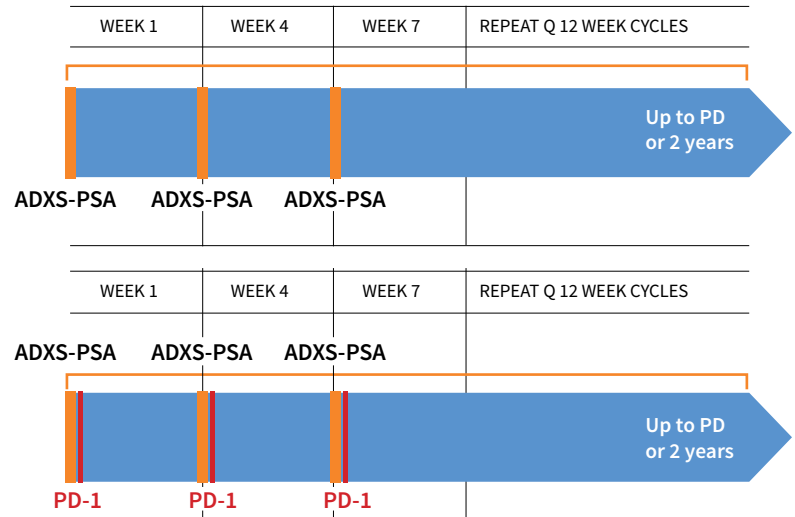 WEEK 1 WEEK 4 WEEK 7 REPEAT Q 12 WEEK CYCLES
Up to PD
or 2 years
ADXS-PSA ADXS-PSA ADXS-PSA
WEEK 1 WEEK 4 WEEK 7 REPEAT Q 12 WEEK CYCLES
ADXS-PSA ADXS-PSA ADXS-PSA
Up to PD
or 2 years
PD-1 PD-1 PD-1